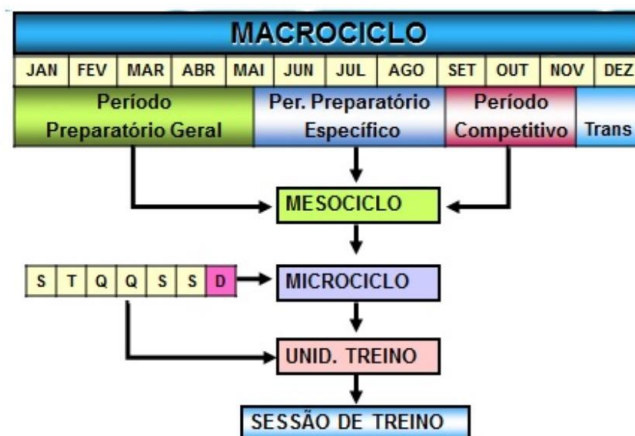 MACROCICLO
JAN FEV MAR ABR MAI JUN JUL AGO SET OUT NOV DEZ
Período Per. Preparatório Período
Preparatório Geral Específico Competitivo Trans
MESOCICLO
S T Q Q S S D MICROCICLO
UNID. TREINO
SESSÃO DE TREINO